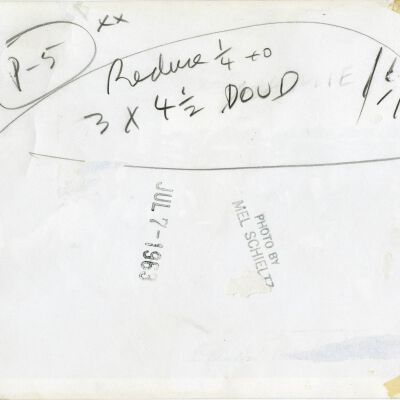 P-5
xx
Reduce 1/4 to
3 X 4 1/2 DOUD
JUL 7-1963
PHOTO BY
MEL SCHIELTZ